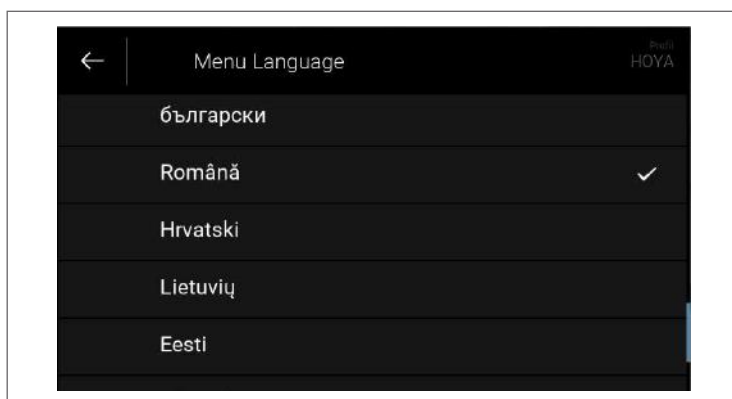 Menu Language
Profil
HOYA
български
Română
Hrvatski
Lietuvių
Eesti